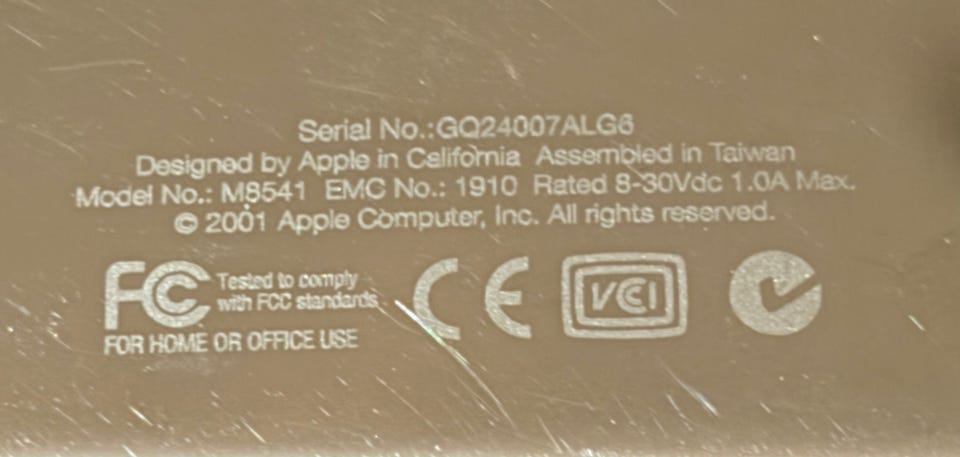 Serial No.:GQ24007ALG6
Designed by Apple in California Assembled in Taiwan
Model No.: M8541 EMC No.: 1910 Rated 8-30Vdc 1.0A Max.
© 2001 Apple Computer, Inc. All rights reserved.
FC Tested to comply
with FCC standards
FOR HOME OR OFFICE USE
CE
VCI